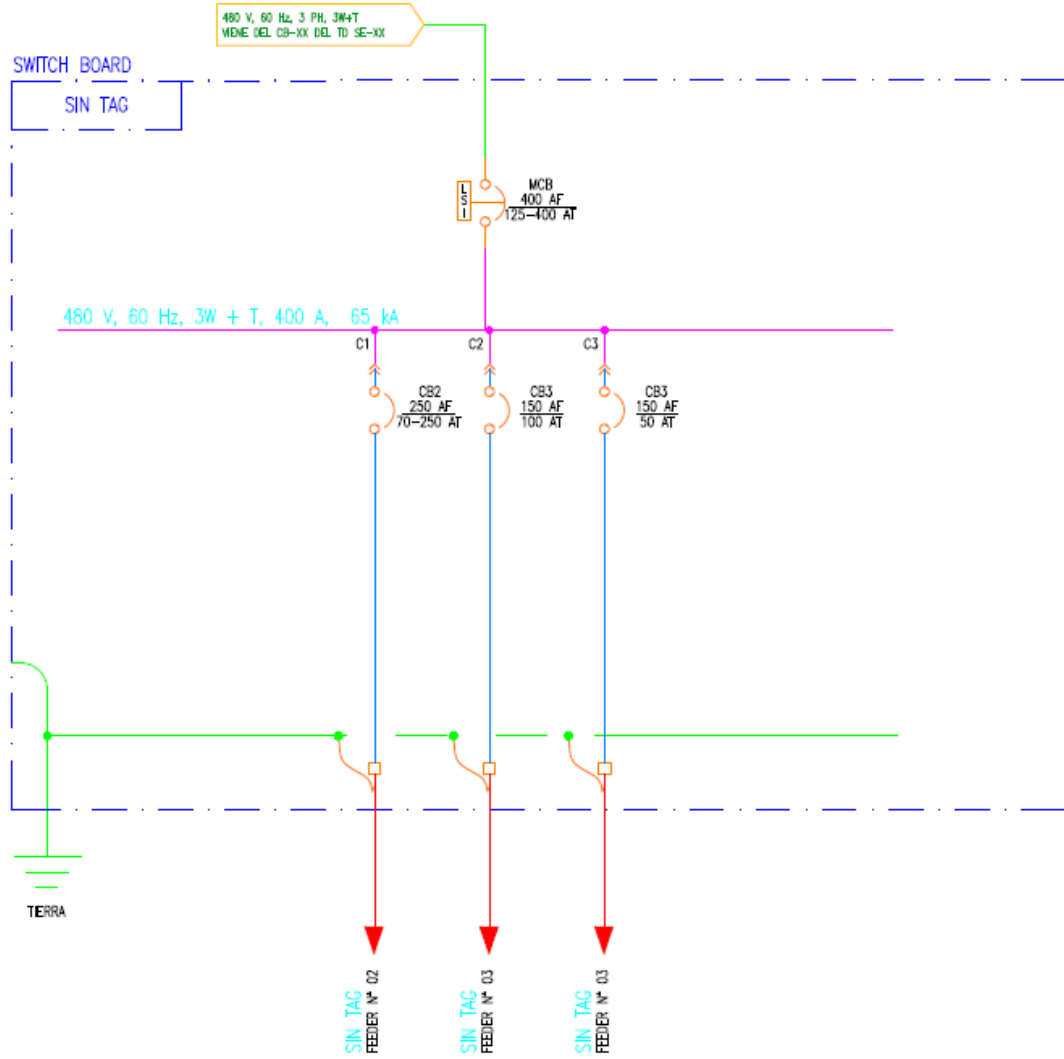 480 V, 60 Hz, 3 PH, 3W+T
VIENE DEL CB-XX DEL TD SE-XX
SWITCH BOARD
SIN TAG
L
S
I
MCB
400 AF
125-400 AT
480 V, 60 Hz, 3W + T, 400 A, 65 kA
C1
C2
C3
CB2
250 AF
70-250 AT
CB3
150 AF
100 AT
CB3
150 AF
50 AT
TIERRA
SIN TAG
FEEDER N° 02
SIN TAG
FEEDER N° 03
SIN TAG
FEEDER N° 03